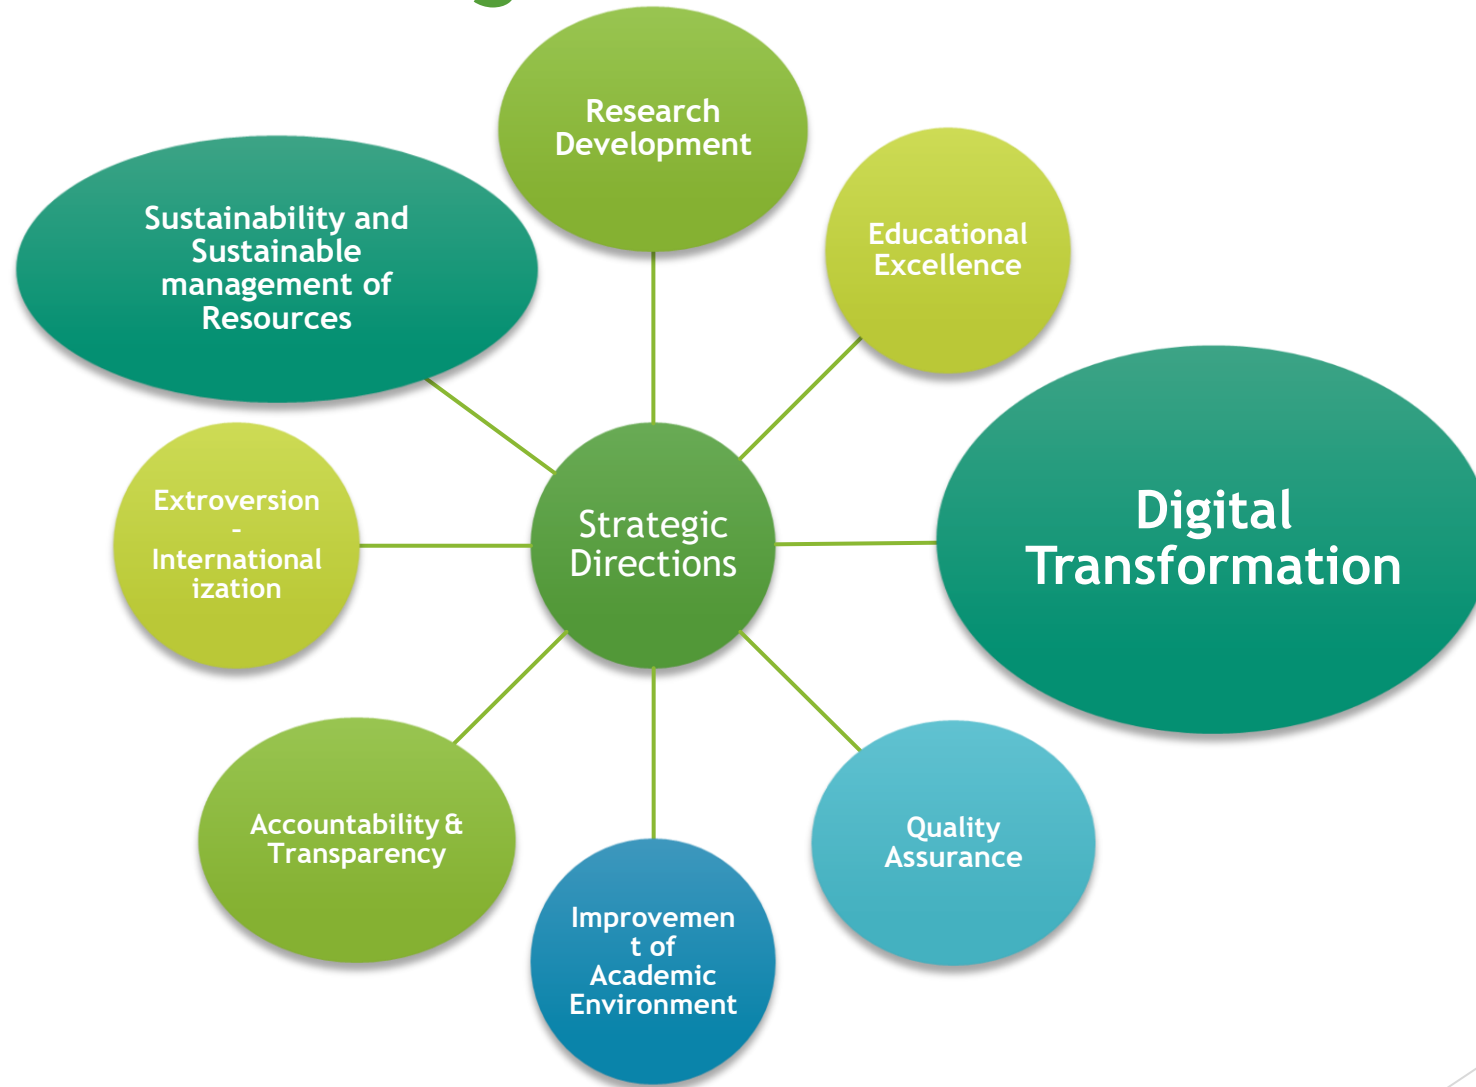 Research
Development
Educational
Excellence
Sustainability and
Sustainable
management of
Resources
Digital
Transformation
Strategic
Directions
Extroversion
–
International
ization
Quality
Assurance
Accountability &
Transparency
Improvemen
t of
Academic
Environment